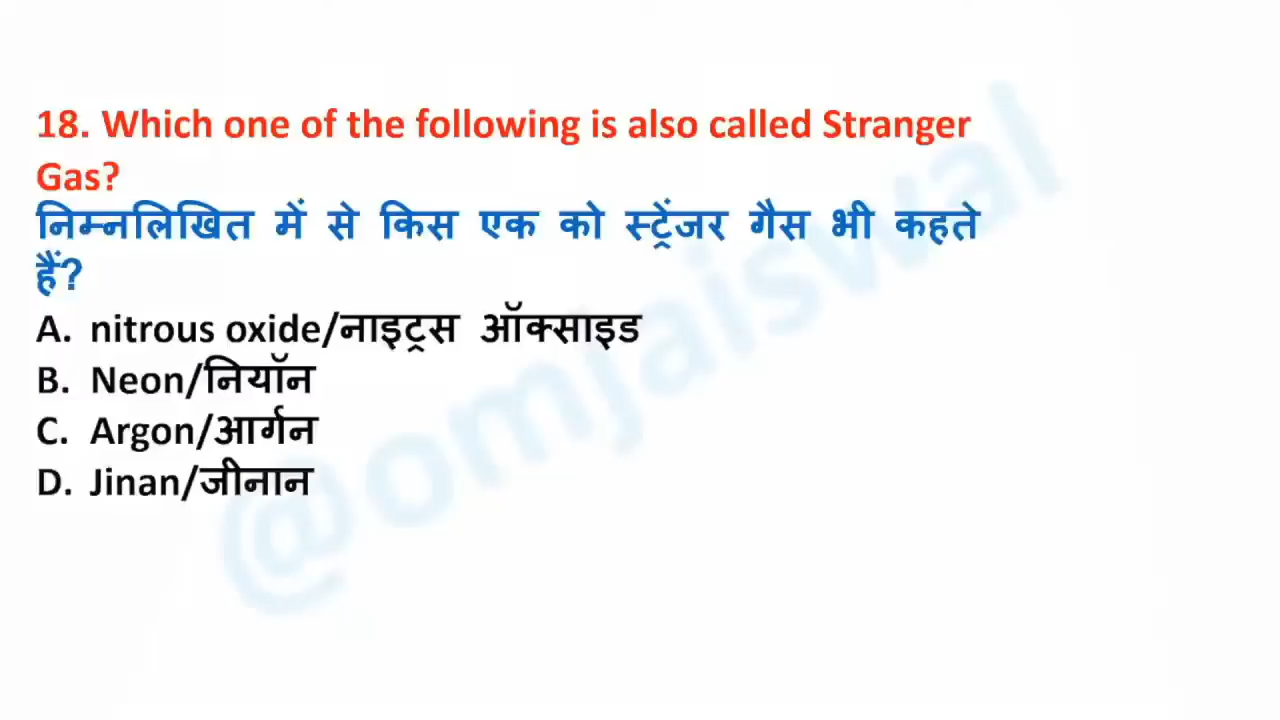 18. Which one of the following is also called Stranger
Gas?
निम्नलिखित में से किस एक को स्ट्रेंजर गैस भी कहते
हैं?
A. nitrous oxide/नाइट्रस ऑक्साइड
B. Neon/नियॉन
C. Argon/आर्गन
D. Jinan/जीनान
@omjaiswal